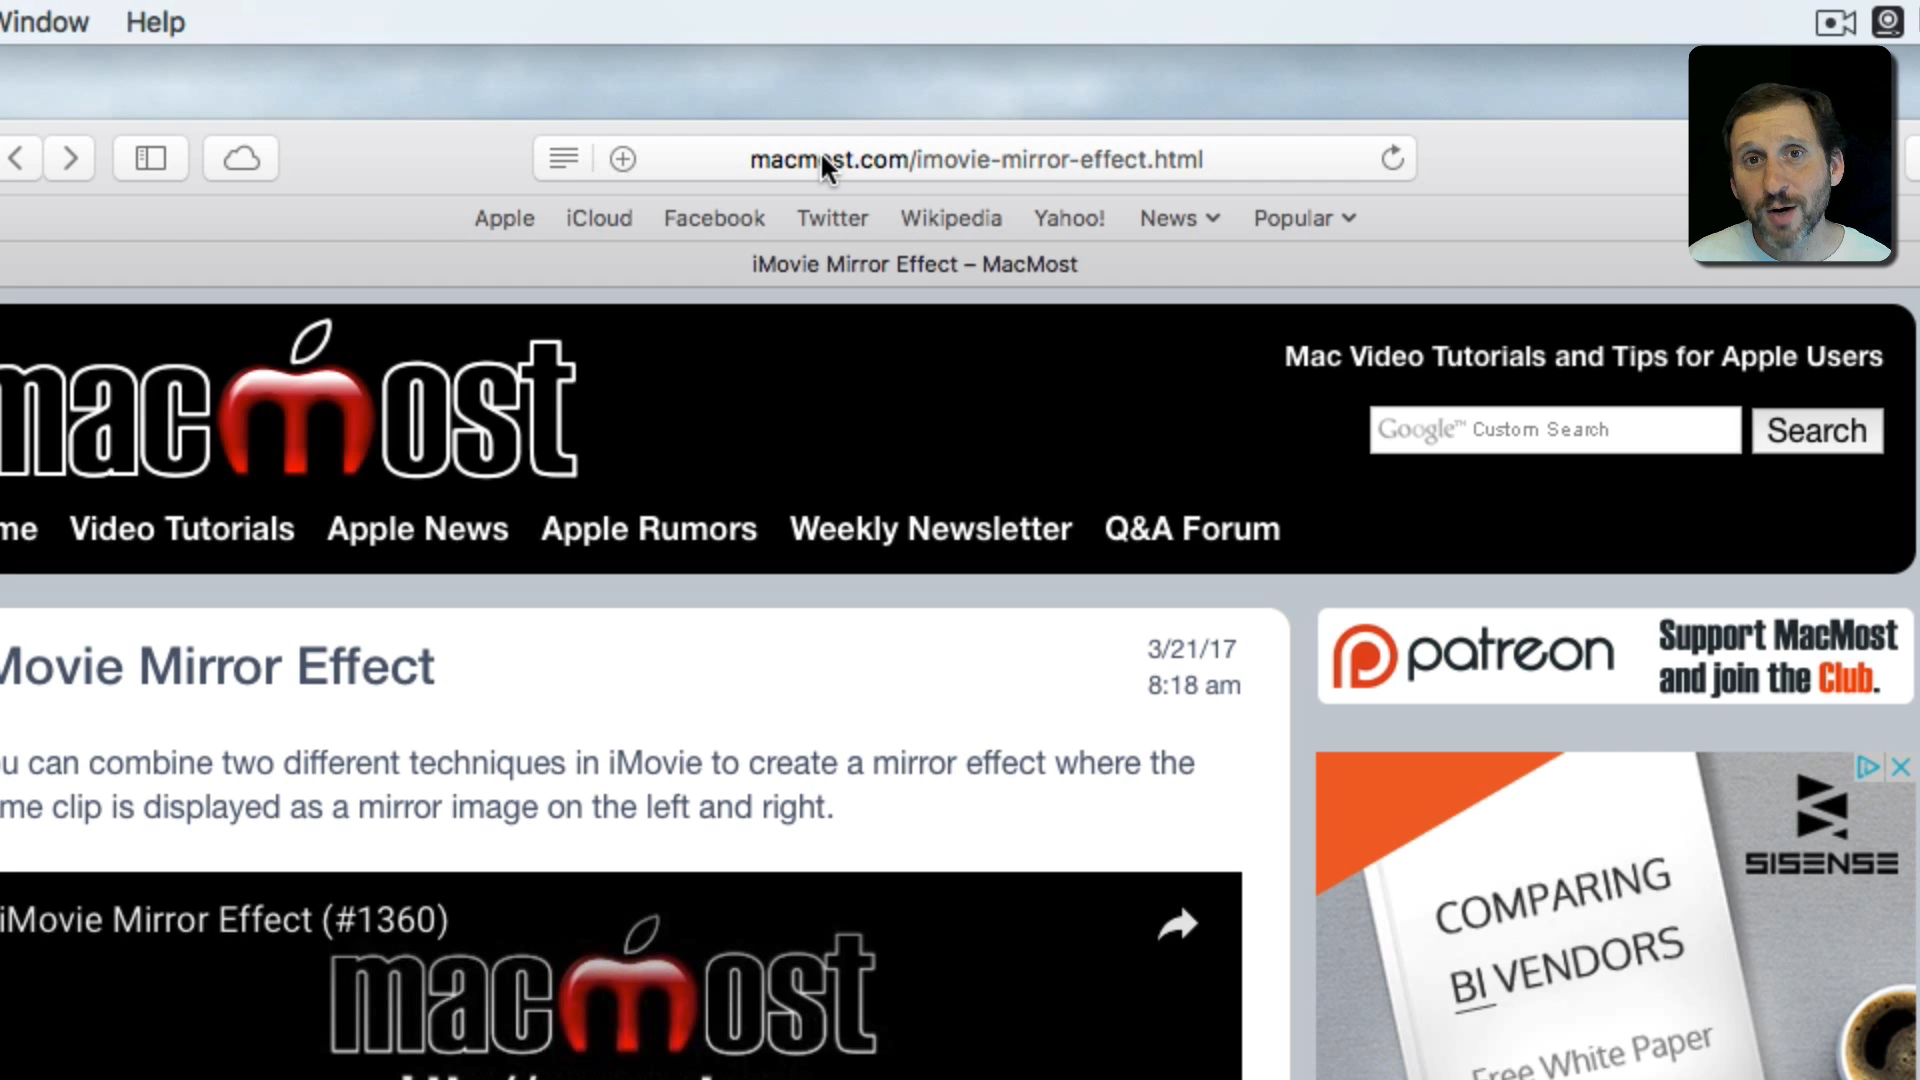 Window Help
macmost.com/imovie-mirror-effect.html
Apple iCloud Facebook Twitter Wikipedia Yahoo! News Popular
iMovie Mirror Effect – MacMost
macmost
Mac Video Tutorials and Tips for Apple Users
Google™ Custom Search Search
me Video Tutorials Apple News Apple Rumors Weekly Newsletter Q&A Forum
Movie Mirror Effect
3/21/17
8:18 am
u can combine two different techniques in iMovie to create a mirror effect where the
me clip is displayed as a mirror image on the left and right.
patreon
Support MacMost
and join the Club.
iMovie Mirror Effect (#1360)
macmost
SISENSE
COMPARING
BI VENDORS
Free White Paper